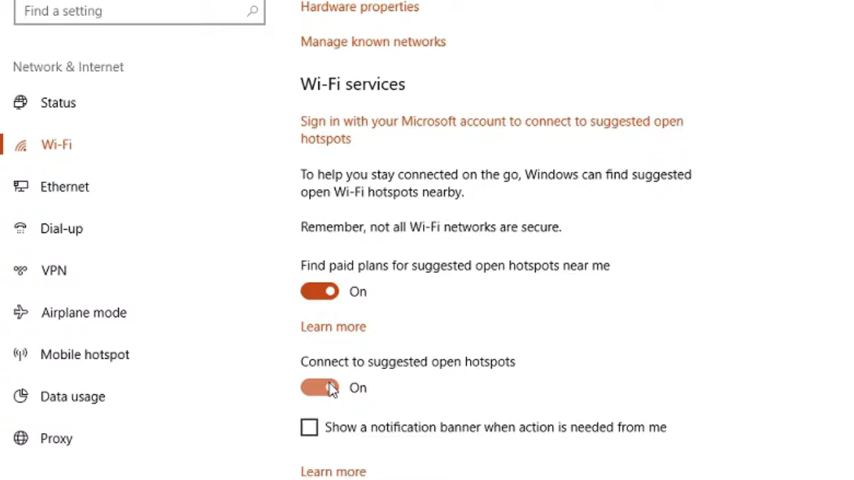 Find a setting
Network & Internet
Status
Wi-Fi
Ethernet
Dial-up
VPN
Airplane mode
Mobile hotspot
Data usage
Proxy
Hardware properties
Manage known networks
Wi-Fi services
Sign in with your Microsoft account to connect to suggested open
hotspots
To help you stay connected on the go, Windows can find suggested
open Wi-Fi hotspots nearby.
Remember, not all Wi-Fi networks are secure.
Find paid plans for suggested open hotspots near me
On
Learn more
Connect to suggested open hotspots
On
Show a notification banner when action is needed from me
Learn more